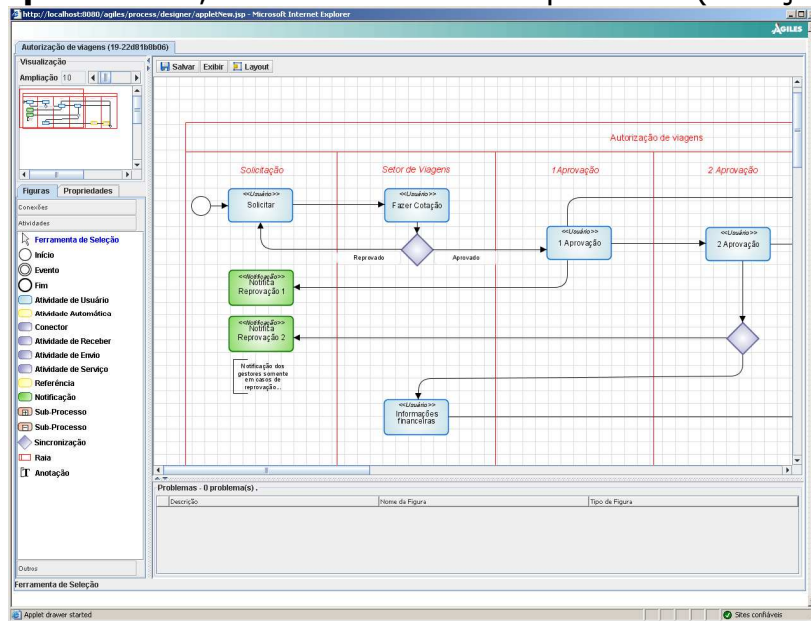 http://localhost:8080/agiles/process/designer/appletNew.jsp - Microsoft Internet Explorer
AGILES
Autorização de viagens (19-22d81b8b06)
Visualização
Ampliação 10
Salvar Exibir Layout
Autorização de viagens
Solicitação Setor de Viagens 1 Aprovação 2 Aprovação
<<Usuário>>
Solicitar
<<Usuário>>
Fazer Cotação
<<Usuário>>
1 Aprovação
<<Usuário>>
2 Aprovação
Reprovado Aprovado
<<Notificação>>
Notifica
Reprovação 1
<<Notificação>>
Notifica
Reprovação 2
Notificação dos
gestores somente
em casos de
reprovação...
<<Usuário>>
Informações
financeiras
Figuras Propriedades
Conexões
Atividades
Ferramenta de Seleção
Início
Evento
Fim
Atividade de Usuário
Atividade Automática
Conector
Atividade de Receber
Atividade de Envio
Atividade de Serviço
Referência
Notificação
Sub-Processo
Sub-Processo
Sincronização
Raia
Anotação
Outros
Problemas - 0 problema(s) .
Descrição Nome da Figura Tipo de Figura
Ferramenta de Seleção
Applet drawer started Sites confiáveis